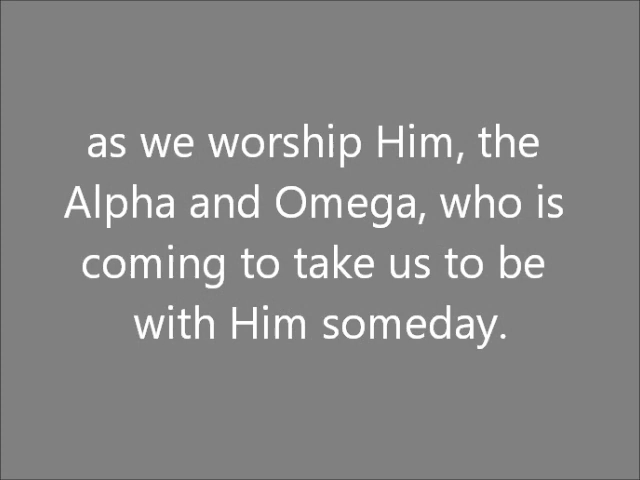 as we worship Him, the
Alpha and Omega, who is
coming to take us to be
with Him someday.